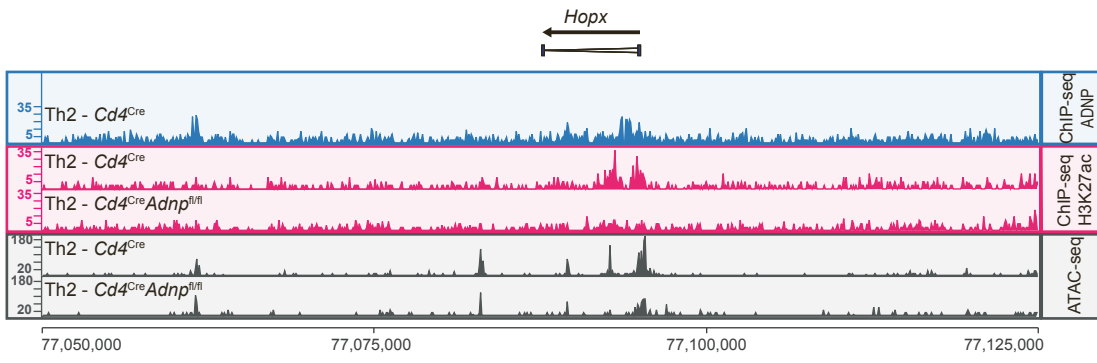 Hopx
35
5
Th2 - Cd4Cre
ChIP-seq
ADNP
35
5
Th2 - Cd4Cre
35
5
Th2 - Cd4CreAdnpfl/fl
ChIP-seq
H3K27ac
180
20
Th2 - Cd4Cre
180
20
Th2 - Cd4CreAdnpfl/fl
ATAC-seq
77,050,000 77,075,000 77,100,000 77,125,000